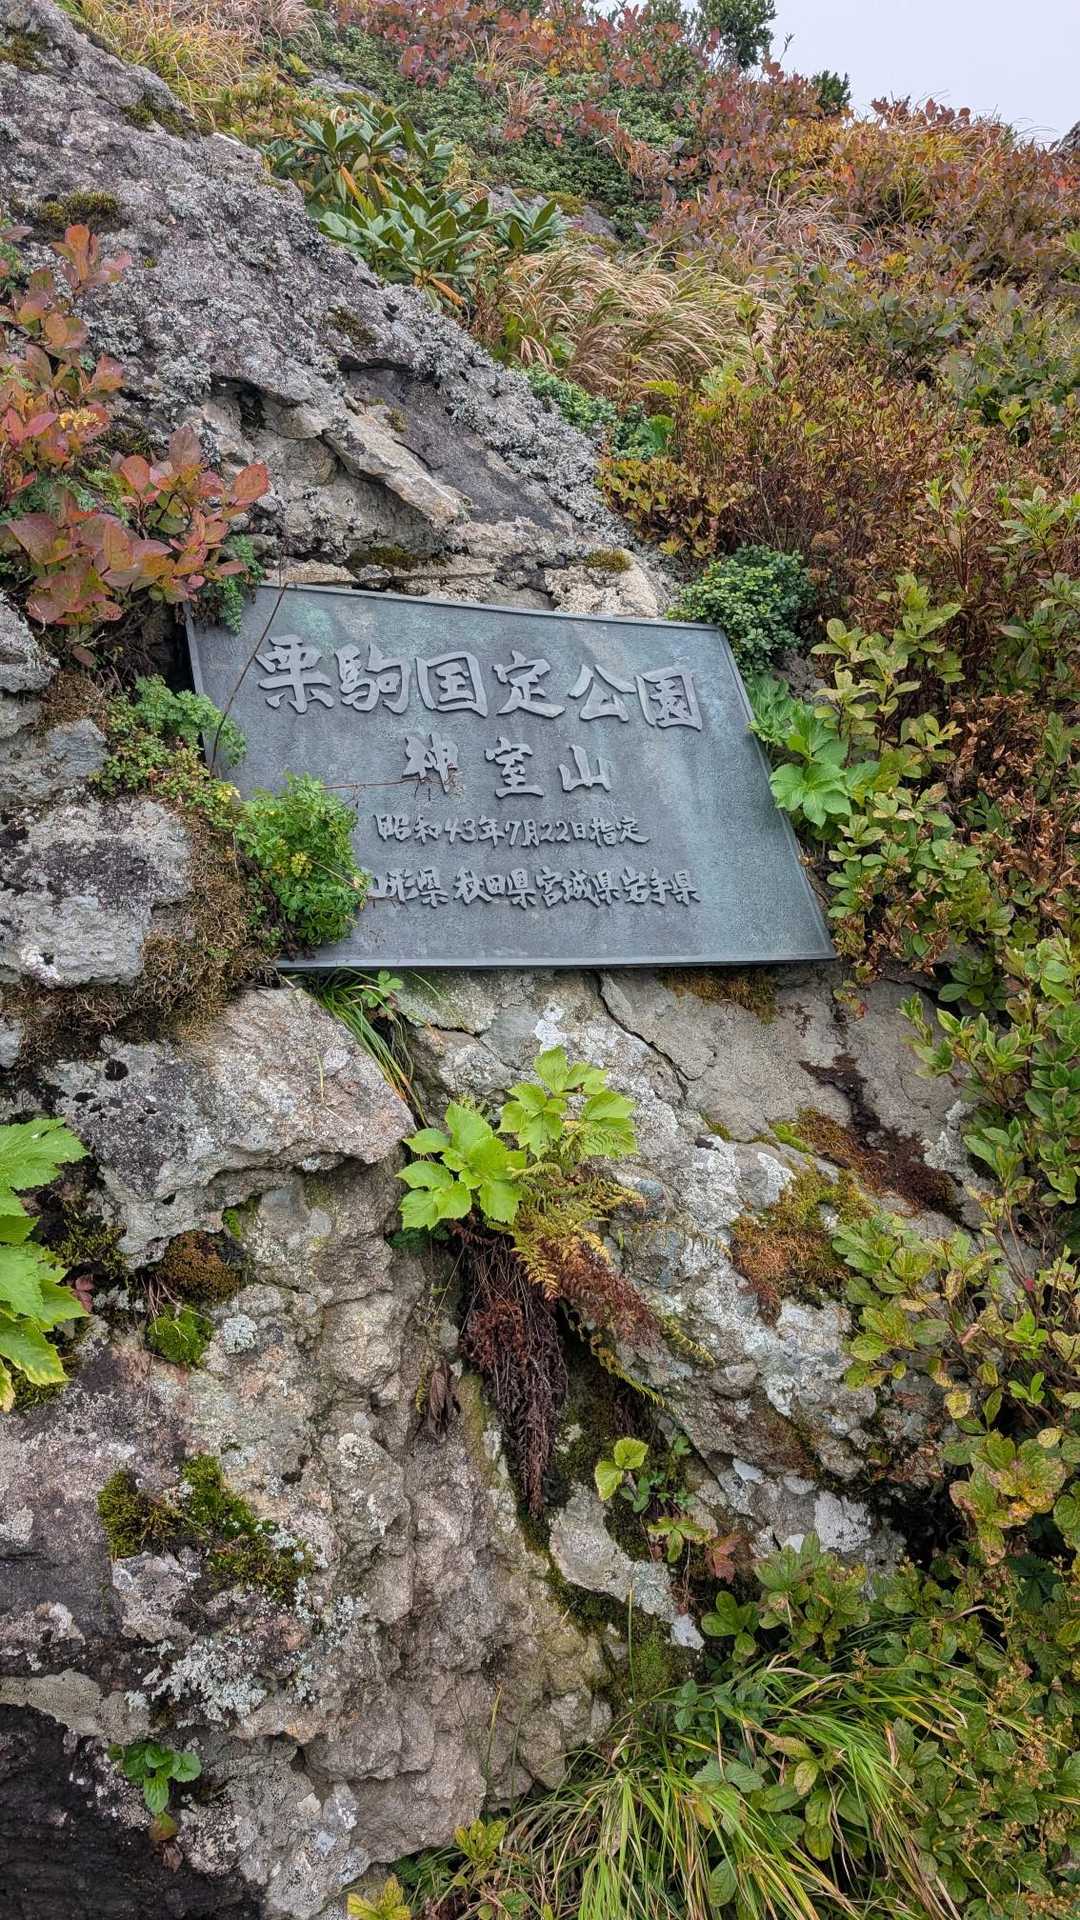 栗駒国定公園
神室山
昭和43年7月22日指定
山形県秋田県宮城県岩手県